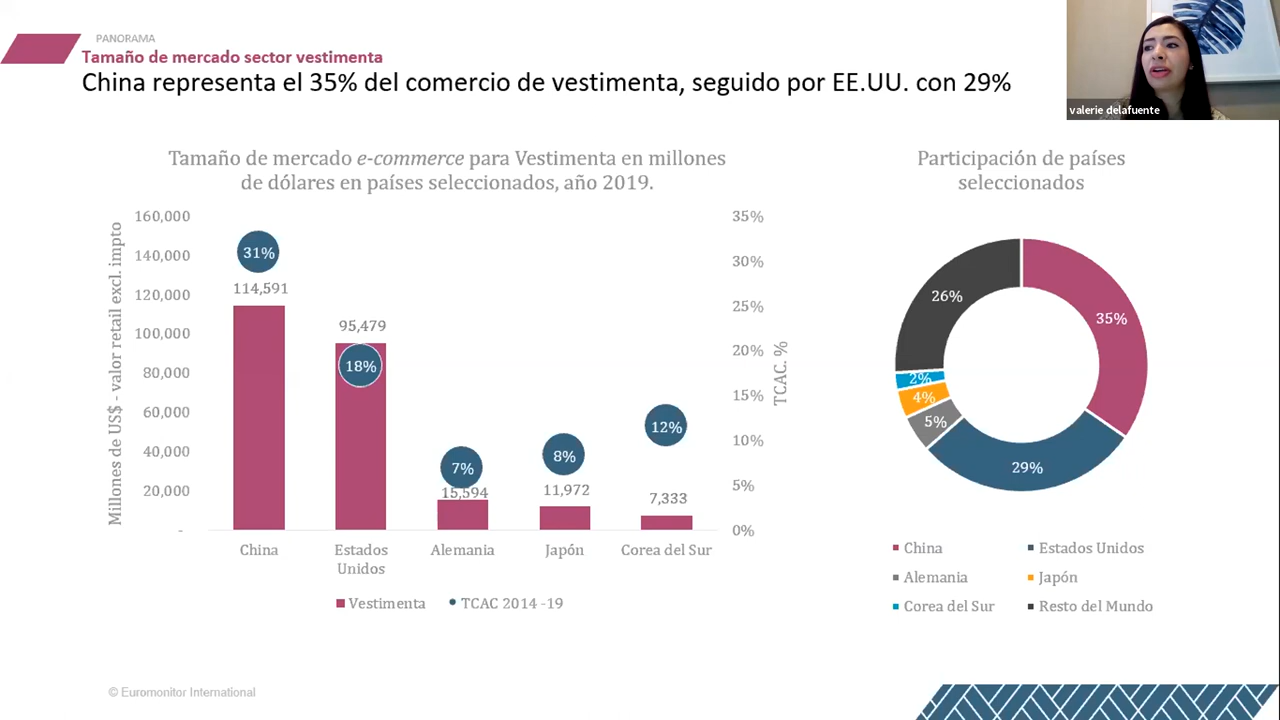 PANORAMA
Tamaño de mercado sector vestimenta
China representa el 35% del comercio de vestimenta, seguido por EE.UU. con 29%
valerie delafuente
Tamaño de mercado e-commerce para Vestimenta en millones
de dólares en países seleccionados, año 2019.
Millones de US$ - valor retail excl. impto
160,000
140,000
120,000
100,000
80,000
60,000
40,000
20,000
-
31%
114,591
95,479
18%
7%
15,594
8%
11,972
12%
7,333
35%
30%
25%
20%
15%
10%
5%
0%
TCAC. %
China
Estados
Unidos
Alemania
Japón
Corea del Sur
Vestimenta
TCAC 2014 -19
Participación de países
seleccionados
26%
35%
2%
4%
5%
29%
China
Estados Unidos
Alemania
Japón
Corea del Sur
Resto del Mundo
© Euromonitor International